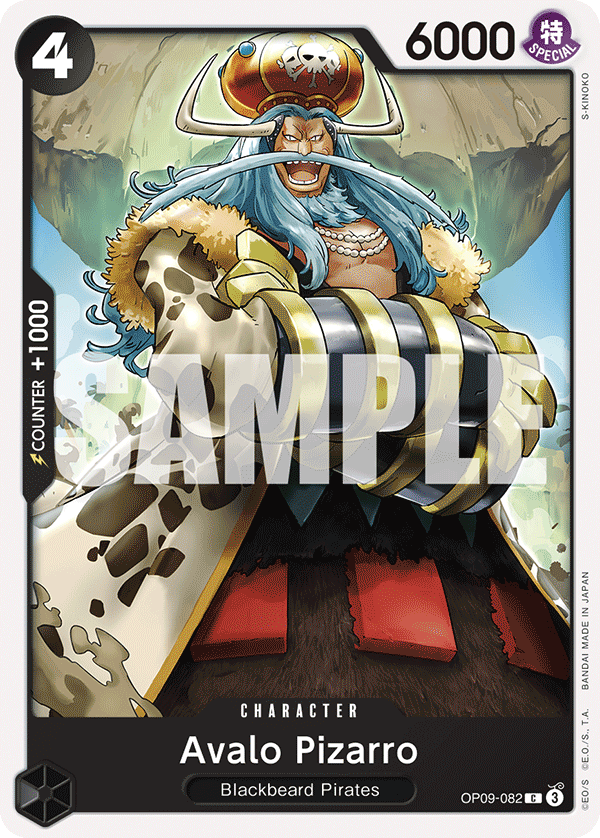 4
6000
特
SPECIAL
S-KINOKO
COUNTER +1000
SAMPLE
CHARACTER
Avalo Pizarro
Blackbeard Pirates
OP09-082 C 3
©EO/S ©E.O./S., T.A. BANDAI MADE IN JAPAN